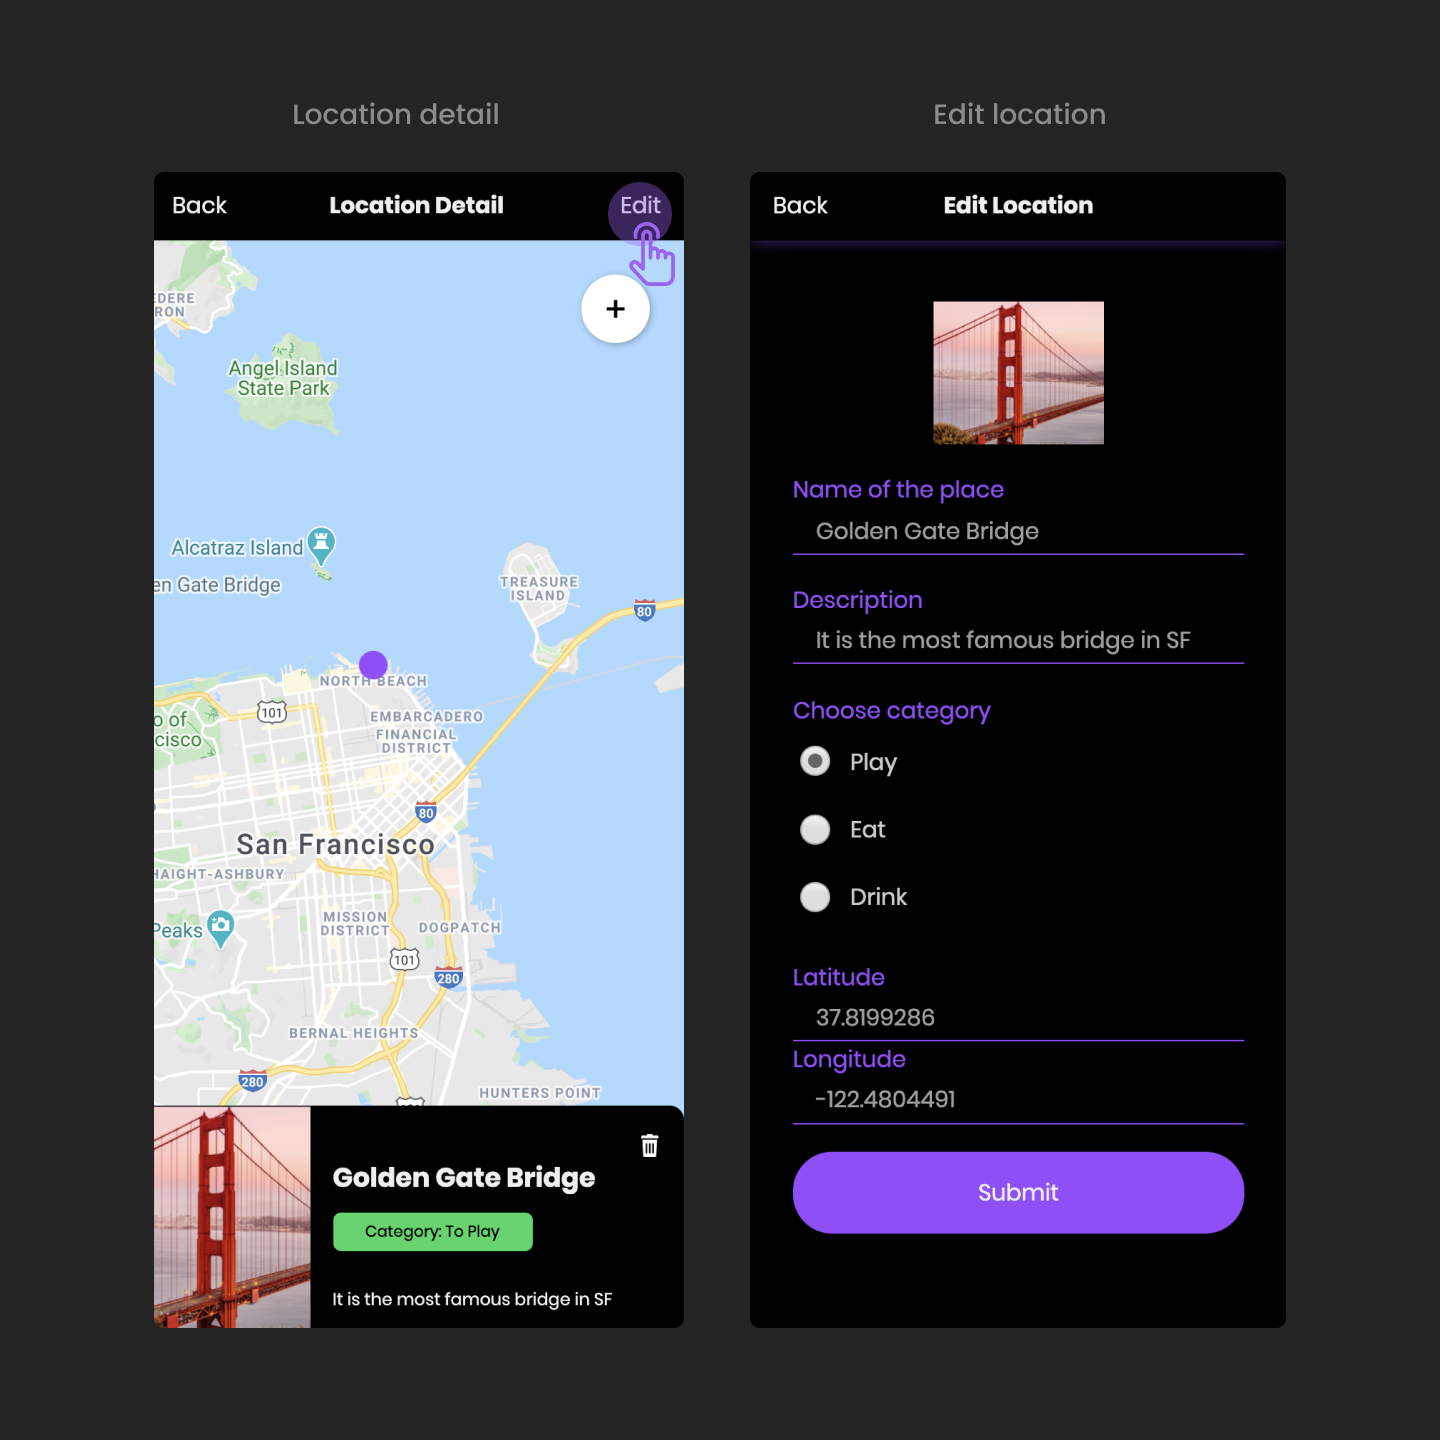 Location detail
Edit location
Back
Location Detail
Edit
+
EDERE
RON
Angel Island
State Park
Alcatraz Island
en Gate Bridge
TREASURE
ISLAND
80
NORTH BEACH
101
EMBARCADERO
FINANCIAL
DISTRICT
o of
cisco
80
San Francisco
HAIGHT-ASHBURY
MISSION
DISTRICT
DOGPATCH
Peaks
101
280
BERNAL HEIGHTS
280
HUNTERS POINT
Golden Gate Bridge
Category: To Play
It is the most famous bridge in SF
Back
Edit Location
Name of the place
Golden Gate Bridge
Description
It is the most famous bridge in SF
Choose category
Play
Eat
Drink
Latitude
37.8199286
Longitude
-122.4804491
Submit